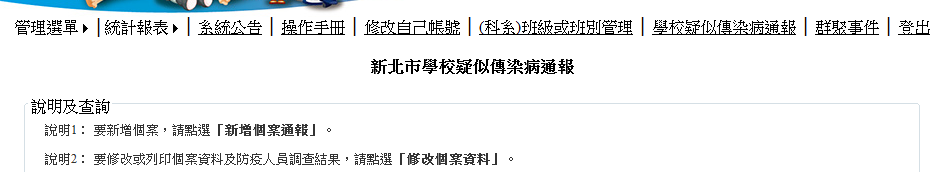 管理選單▶ | 統計報表▶ | 系統公告 | 操作手冊 | 修改自己帳號 | (科系)班級或班別管理 | 學校疑似傳染病通報 | 群聚事件 | 登出
新北市學校疑似傳染病通報
說明及查詢
說明1： 要新增個案，請點選「新增個案通報」。
說明2： 要修改或列印個案資料及防疫人員調查結果，請點選「修改個案資料」。